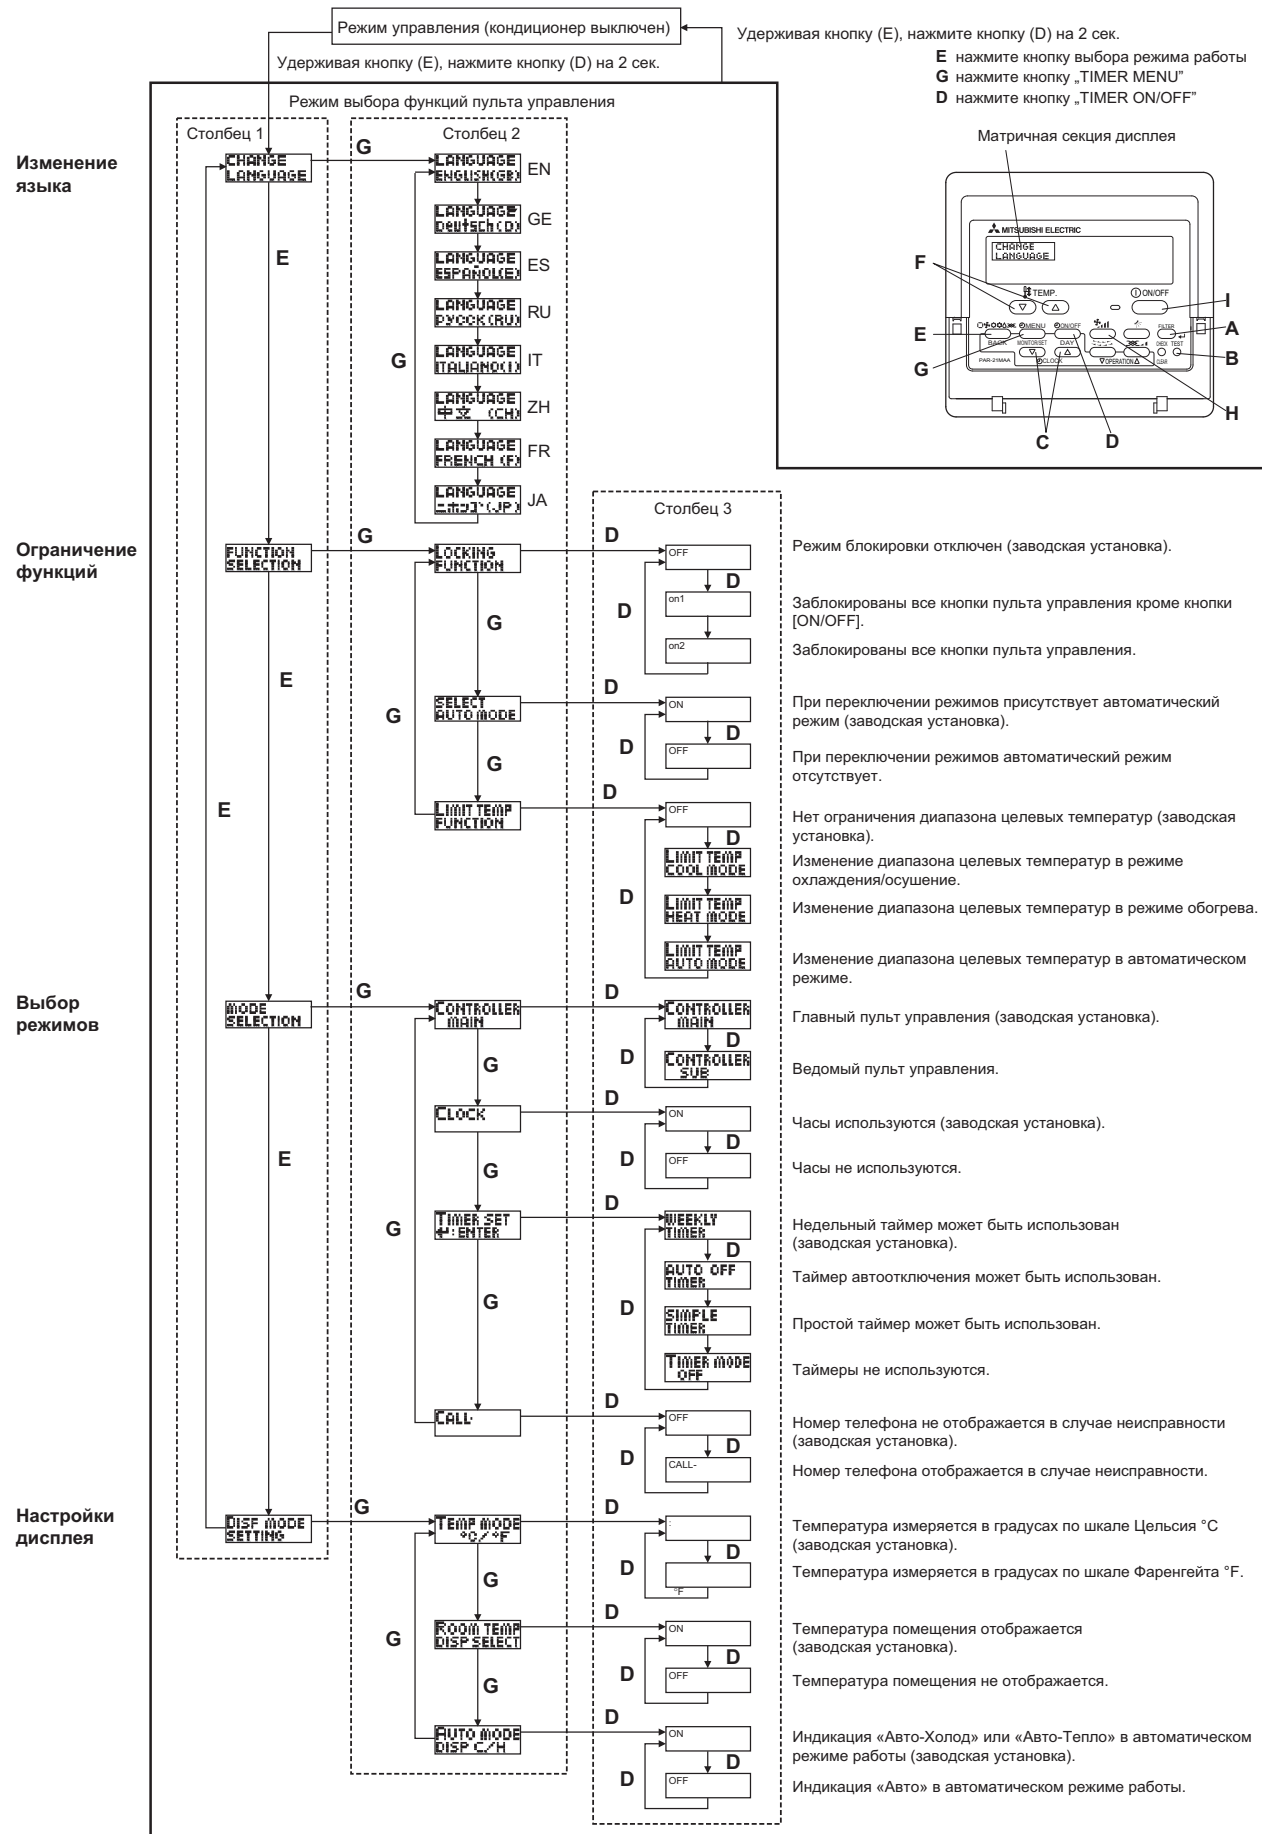 Режим управления (кондиционер выключен)
Удерживая кнопку (E), нажмите кнопку (D) на 2 сек.
Удерживая кнопку (E), нажмите кнопку (D) на 2 сек.
E нажмите кнопку выбора режима работы
G нажмите кнопку „TIMER MENU”
D нажмите кнопку „TIMER ON/OFF”
Матричная секция дисплея
MITSUBISHI ELECTRIC
CHANGE
LANGUAGE
TEMP.
ON/OFF
MENU
ON/OFF
FILTER
BACK
MONITOR/SET
DAY
CHECK TEST
PAR-21MAA
CLOCK
OPERATION
CLEAR
F
E
G
C
D
I
A
B
H
Режим выбора функций пульта управления
Столбец 1
Столбец 2
Изменение
языка
CHANGE
LANGUAGE
G
LANGUAGE
ENGLISH(GB)
EN
LANGUAGE
Deutsch(D)
GE
E
LANGUAGE
ESPAÑOL(E)
ES
LANGUAGE
РУССК(RU)
RU
G
LANGUAGE
ITALIANO(I)
IT
LANGUAGE
中文 (CH)
ZH
LANGUAGE
FRENCH (F)
FR
LANGUAGE
ニホンゴ(JP)
JA
Столбец 3
Ограничение
функций
FUNCTION
SELECTION
G
LOCKING
FUNCTION
D
OFF
Режим блокировки отключен (заводская установка).
D
on1
Заблокированы все кнопки пульта управления кроме кнопки
[ON/OFF].
D
G
on2
Заблокированы все кнопки пульта управления.
E
SELECT
AUTO MODE
D
ON
При переключении режимов присутствует автоматический
режим (заводская установка).
G
D
D
OFF
При переключении режимов автоматический режим
отсутствует.
G
E
LIMIT TEMP
FUNCTION
D
OFF
Нет ограничения диапазона целевых температур (заводская
установка).
D
LIMIT TEMP
COOL MODE
Изменение диапазона целевых температур в режиме
охлаждения/осушение.
D
LIMIT TEMP
HEAT MODE
Изменение диапазона целевых температур в режиме обогрева.
LIMIT TEMP
AUTO MODE
Изменение диапазона целевых температур в автоматическом
режиме.
Выбор
режимов
MODE
SELECTION
G
CONTROLLER
MAIN
D
CONTROLLER
MAIN
Главный пульт управления (заводская установка).
D
D
G
CONTROLLER
SUB
Ведомый пульт управления.
CLOCK
D
ON
Часы используются (заводская установка).
D
E
G
D
OFF
Часы не используются.
TIMER SET
↵:ENTER
G
D
WEEKLY
TIMER
Недельный таймер может быть использован
(заводская установка).
D
AUTO OFF
TIMER
Таймер автоотключения может быть использован.
G
D
SIMPLE
TIMER
Простой таймер может быть использован.
TIMER MODE
OFF
Таймеры не используются.
CALL-
D
OFF
Номер телефона не отображается в случае неисправности
(заводская установка).
D
D
CALL-
Номер телефона отображается в случае неисправности.
Настройки
дисплея
DISP MODE
SETTING
G
TEMP MODE
°C/°F
D
:
Температура измеряется в градусах по шкале Цельсия °C
(заводская установка).
D
D
G
°F
Температура измеряется в градусах по шкале Фаренгейта °F.
G
ROOM TEMP
DISP SELECT
D
ON
Температура помещения отображается
(заводская установка).
D
D
G
OFF
Температура помещения не отображается.
AUTO MODE
DISP C/H
D
ON
Индикация «Авто-Холод» или «Авто-Тепло» в автоматическом
режиме работы (заводская установка).
D
D
OFF
Индикация «Авто» в автоматическом режиме работы.